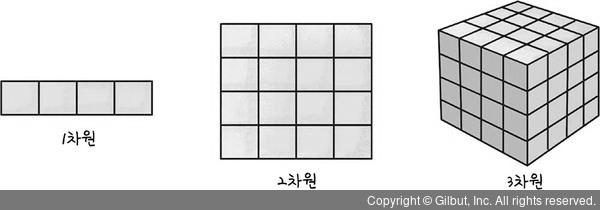 1차원
2차원
3차원
Copyright © Gilbut, Inc. All rights reserved.